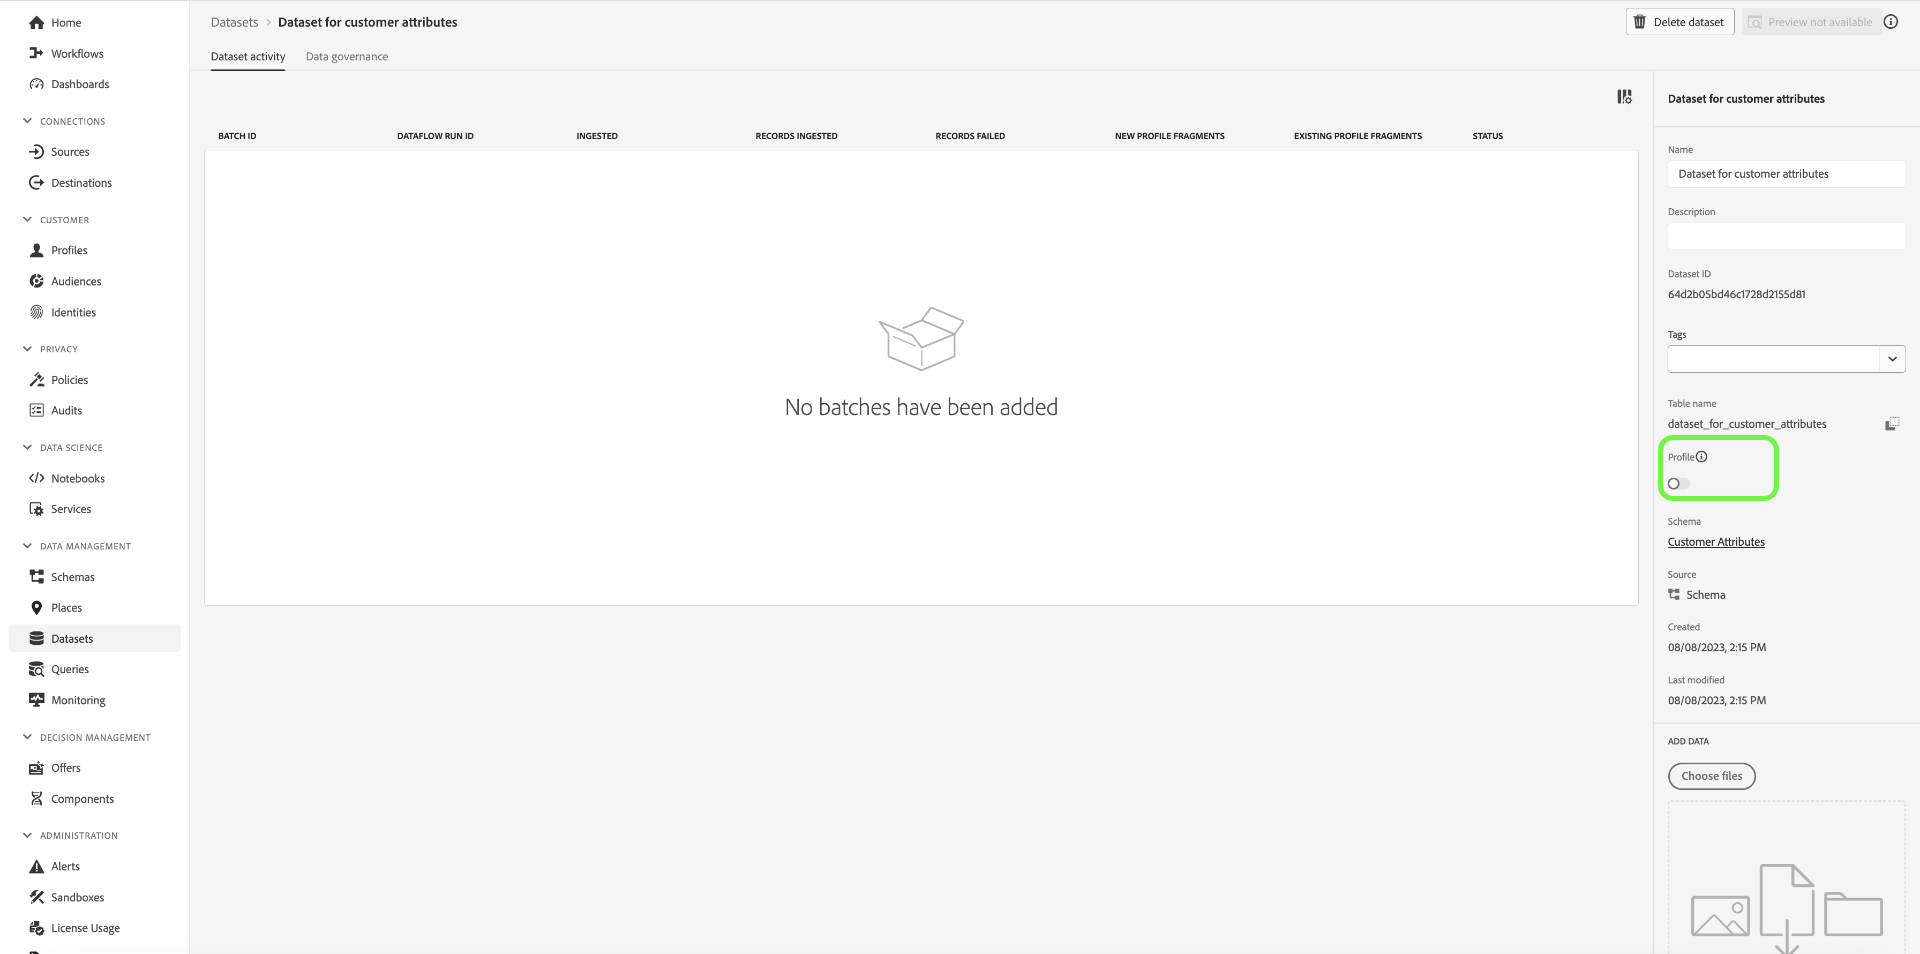 Home
Workflows
Dashboards
CONNECTIONS
Sources
Destinations
CUSTOMER
Profiles
Audiences
Identities
PRIVACY
Policies
Audits
DATA SCIENCE
Notebooks
Services
DATA MANAGEMENT
Schemas
Places
Datasets
Queries
Monitoring
DECISION MANAGEMENT
Offers
Components
ADMINISTRATION
Alerts
Sandboxes
License Usage
Datasets > Dataset for customer attributes
Delete dataset Preview not available
Dataset activity Data governance
BATCH ID DATAFLOW RUN ID INGESTED RECORDS INGESTED RECORDS FAILED NEW PROFILE FRAGMENTS EXISTING PROFILE FRAGMENTS STATUS
No batches have been added
Dataset for customer attributes
Name
Dataset for customer attributes
Description
Dataset ID
64d2b05bd46c1728d2155d81
Tags
Table name
dataset_for_customer_attributes
Profile
Schema
Customer Attributes
Source
Schema
Created
08/08/2023, 2:15 PM
Last modified
08/08/2023, 2:15 PM
ADD DATA
Choose files